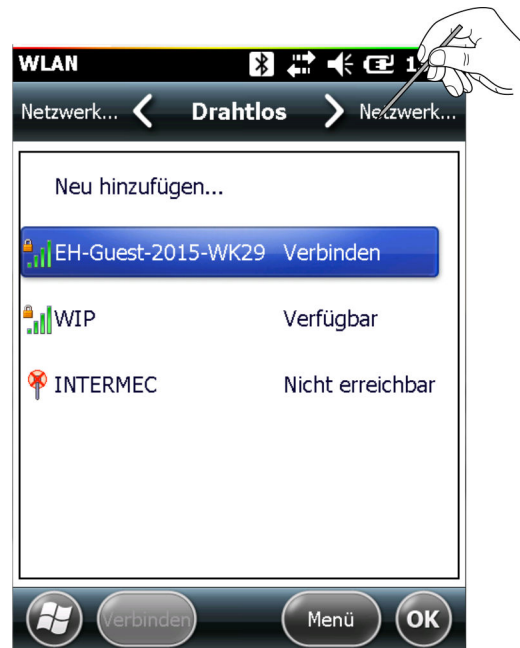 WLAN 1
Netzwerk... Drahtlos Netzwerk...
Neu hinzufügen...
EH-Guest-2015-WK29 Verbinden
WIP Verfügbar
INTERMEC Nicht erreichbar
Verbinden Menü OK